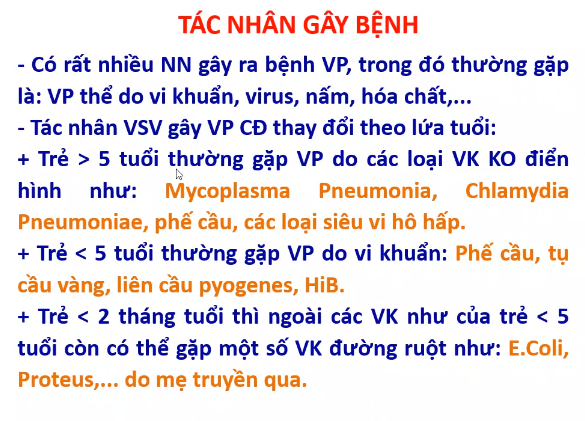 TÁC NHÂN GÂY BỆNH
- Có rất nhiều NN gây ra bệnh VP, trong đó thường gặp
là: VP thể do vi khuẩn, virus, nấm, hóa chất,...
- Tác nhân VSV gây VP CĐ thay đổi theo lứa tuổi:
+ Trẻ > 5 tuổi thường gặp VP do các loại VK KO điển
hình như: Mycoplasma Pneumonia, Chlamydia
Pneumoniae, phế cầu, các loại siêu vi hô hấp.
+ Trẻ < 5 tuổi thường gặp VP do vi khuẩn: Phế cầu, tụ
cầu vàng, liên cầu pyogenes, HiB.
+ Trẻ < 2 tháng tuổi thì ngoài các VK như của trẻ < 5
tuổi còn có thể gặp một số VK đường ruột như: E.Coli,
Proteus,... do mẹ truyền qua.